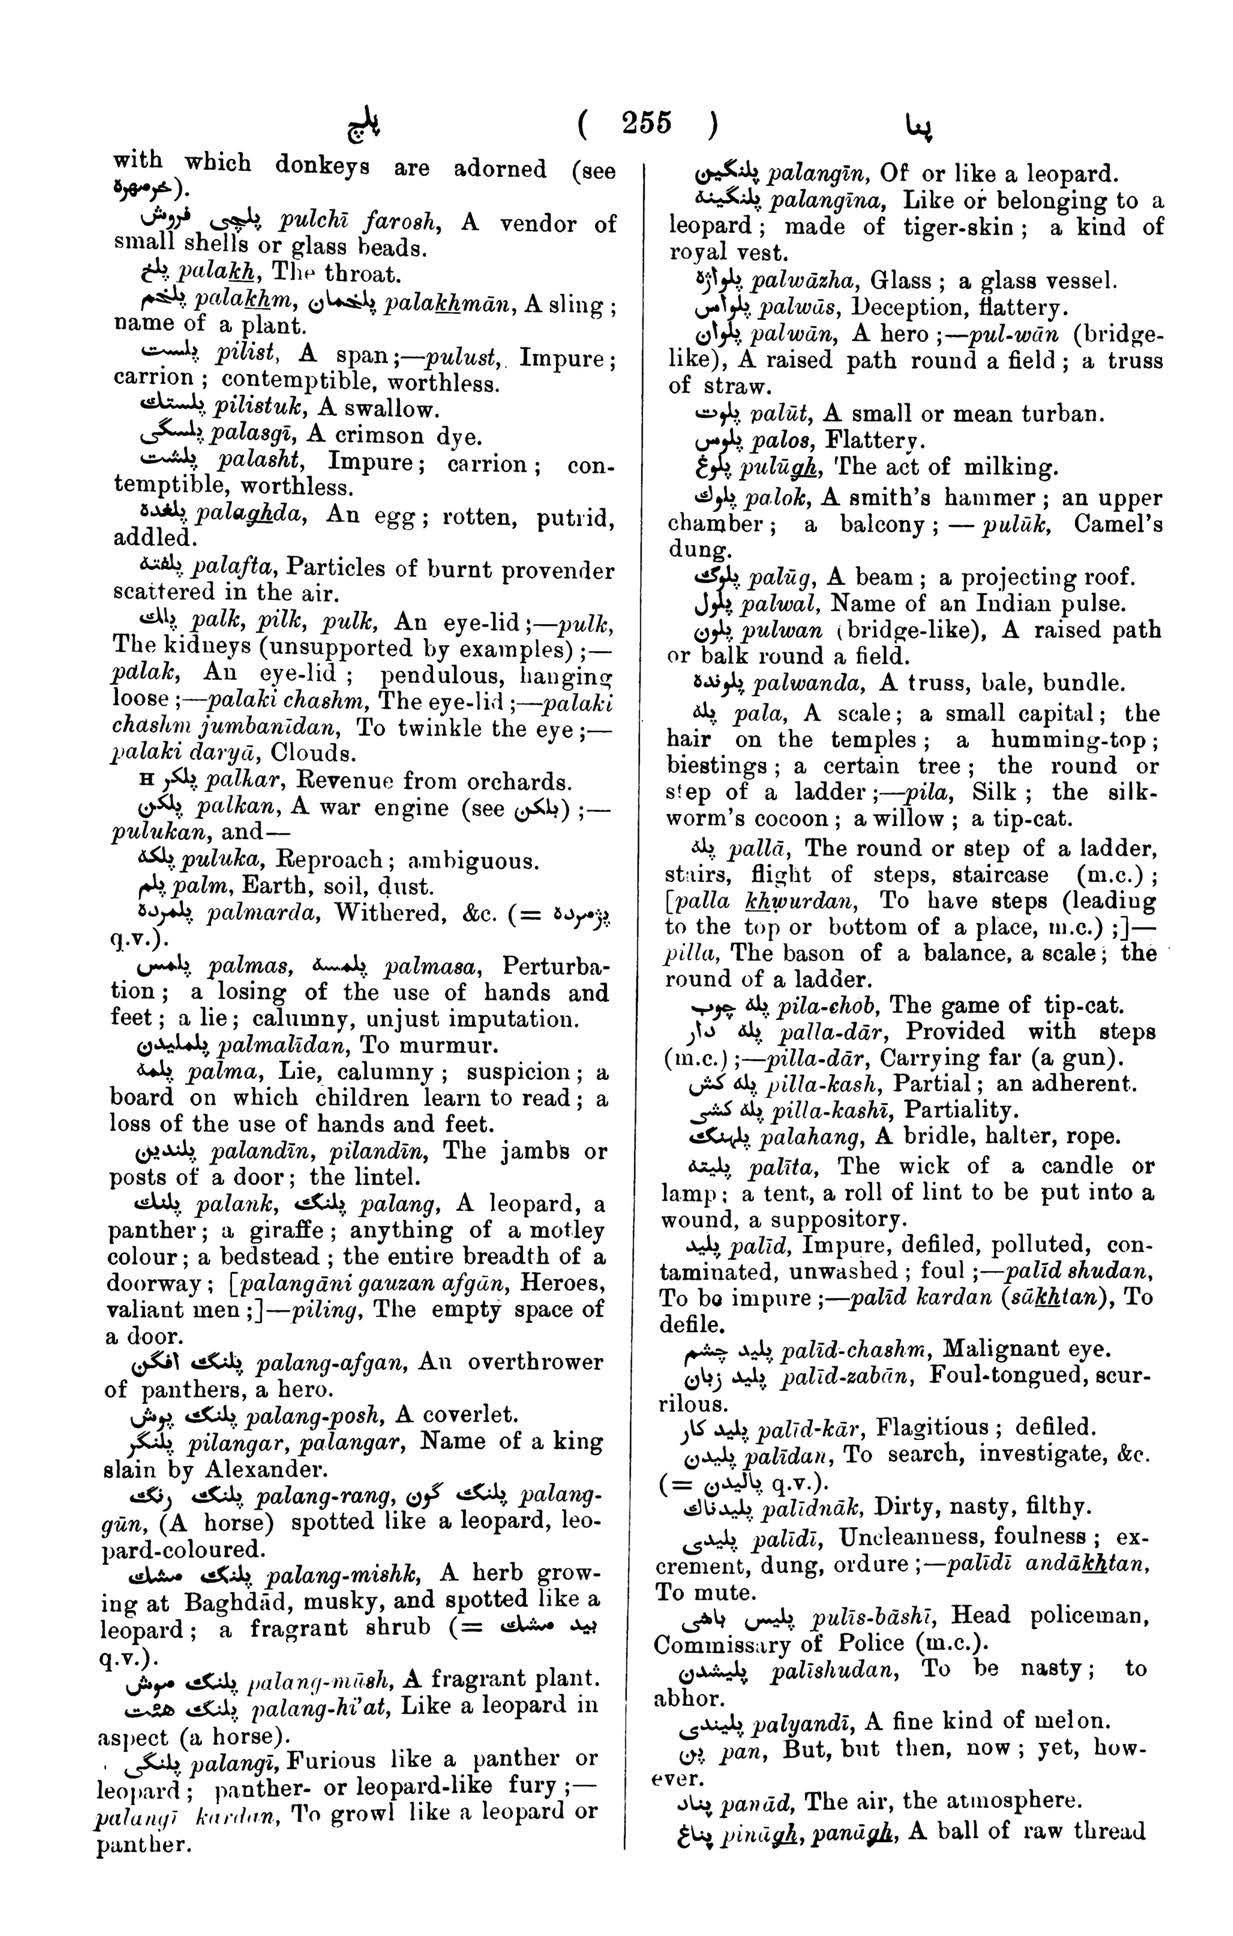 پلچ ( 255 ) پنا
with which donkeys are adorned (see
خرمهره).
پلچی فروش pulchī farosh, A vendor of
small shells or glass beads.
پلخ palakh, The throat.
پلخم palakhm, پلخمان palakhmān, A sling ;
name of a plant.
پلست pilist, A span ;—pulust, Impure ;
carrion ; contemptible, worthless.
پلستك pilistuk, A swallow.
پلسگی palasgī, A crimson dye.
پلشت palasht, Impure ; carrion ; con-
temptible, worthless.
پلغده palaghda, An egg ; rotten, putrid,
addled.
پلفته palafta, Particles of burnt provender
scattered in the air.
پلك palk, pilk, pulk, An eye-lid ;—pulk,
The kidneys (unsupported by examples) ;—
palak, An eye-lid ; pendulous, hanging
loose ;—palaki chashm, The eye-lid ;—palaki
chashm jumbanīdan, To twinkle the eye ;—
palaki daryā, Clouds.
H پلکر palkar, Revenue from orchards.
پلکن palkan, A war engine (see بلکن) ;—
pulukan, and—
پلکه puluka, Reproach ; ambiguous.
پلم palm, Earth, soil, dust.
پلمرده palmarda, Withered, &c. (= پژمرده
q.v.).
پلمس palmas, پلمسه palmasa, Perturba-
tion ; a losing of the use of hands and
feet ; a lie ; calumny, unjust imputation.
پلملیدن palmalīdan, To murmur.
پلمه palma, Lie, calumny ; suspicion ; a
board on which children learn to read ; a
loss of the use of hands and feet.
پلندین palandīn, pilandīn, The jambs or
posts of a door ; the lintel.
پلنك palank, پلنگ palang, A leopard, a
panther ; a giraffe ; anything of a motley
colour ; a bedstead ; the entire breadth of a
doorway ; [palangāni gauzan afgān, Heroes,
valiant men ;]—piling, The empty space of
a door.
پلنگ افگن palang-afgan, An overthrower
of panthers, a hero.
پلنگ پوش palang-posh, A coverlet.
پلنگر pilangar, palangar, Name of a king
slain by Alexander.
پلنگ رنگ palang-rang, پلنگ گون palang-
gūn, (A horse) spotted like a leopard, leo-
pard-coloured.
پلنگ مشك palang-mishk, A herb grow-
ing at Baghdād, musky, and spotted like a
leopard ; a fragrant shrub (= بید مشك
q.v.).
پلنگ موش palang-mūsh, A fragrant plant.
پلنگ هئت palang-hi'at, Like a leopard in
aspect (a horse).
پلنگی palangī, Furious like a panther or
leopard ; panther- or leopard-like fury ;—
palangī kardan, To growl like a leopard or
panther.
پلنگین palangīn, Of or like a leopard.
پلنگینه palangīna, Like or belonging to a
leopard ; made of tiger-skin ; a kind of
royal vest.
پلواژه palwāzha, Glass ; a glass vessel.
پلواس palwās, Deception, flattery.
پلوان palwān, A hero ;—pul-wān (bridge-
like), A raised path round a field ; a truss
of straw.
پلوت palūt, A small or mean turban.
پلوس palos, Flattery.
پلوغ pulūgh, The act of milking.
پلوك palok, A smith's hammer ; an upper
chamber ; a balcony ; — pulūk, Camel's
dung.
پلوگ palūg, A beam ; a projecting roof.
پلول palwal, Name of an Indian pulse.
پلون pulwan (bridge-like), A raised path
or balk round a field.
پلونده palwanda, A truss, bale, bundle.
پله pala, A scale ; a small capital ; the
hair on the temples ; a humming-top ;
biestings ; a certain tree ; the round or
step of a ladder ;—pila, Silk ; the silk-
worm's cocoon ; a willow ; a tip-cat.
پله pallā, The round or step of a ladder,
stairs, flight of steps, staircase (m.c.) ;
[palla khwurdan, To have steps (leading
to the top or bottom of a place, m.c.) ;]—
pilla, The bason of a balance, a scale ; the
round of a ladder.
پله چوب pila-chob, The game of tip-cat.
پله دار palla-dār, Provided with steps
(m.c.) ;—pilla-dār, Carrying far (a gun).
پله کش pilla-kash, Partial ; an adherent.
پله کشی pilla-kashī, Partiality.
پلهنگ palahang, A bridle, halter, rope.
پلیته palīta, The wick of a candle or
lamp ; a tent, a roll of lint to be put into a
wound, a suppository.
پلید palīd, Impure, defiled, polluted, con-
taminated, unwashed ; foul ;—palīd shudan,
To be impure ;—palīd kardan (sākhtan), To
defile.
پلید چشم palīd-chashm, Malignant eye.
پلید زبان palīd-zabān, Foul-tongued, scur-
rilous.
پلید کار palīd-kār, Flagitious ; defiled.
پلیدن palīdan, To search, investigate, &c.
(= پالیدن q.v.).
پلیدناك palīdnāk, Dirty, nasty, filthy.
پلیدی palīdī, Uncleanness, foulness ; ex-
crement, dung, ordure ;—palīdī andākhtan,
To mute.
پلیس باشی pulīs-bāshī, Head policeman,
Commissary of Police (m.c.).
پلیشدن palīshudan, To be nasty ; to
abhor.
پلیندی palyandī, A fine kind of melon.
پن pan, But, but then, now ; yet, how-
ever.
پناد panād, The air, the atmosphere.
پناغ pināgh, panāgh, A ball of raw thread